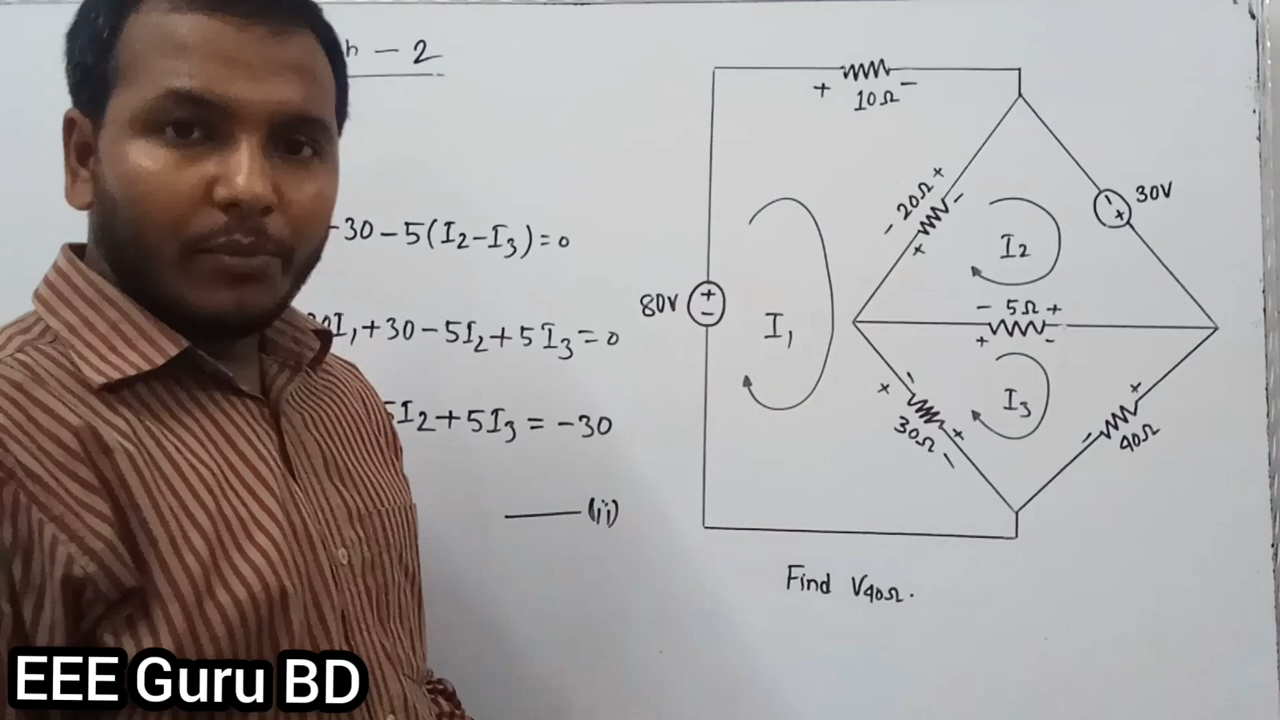 - 2
-30-5(I₂-I₃)=0
I₁+30-5I₂+5I₃=0
I₂+5I₃=-30
(ii)
+ 10Ω -
80V + -
I₁
- 20Ω +
+ -
- + 30V
I₂
- 5Ω +
+ -
I₃
- +
+ 30Ω -
+ 40Ω -
Find V₄₀Ω.
EEE Guru BD